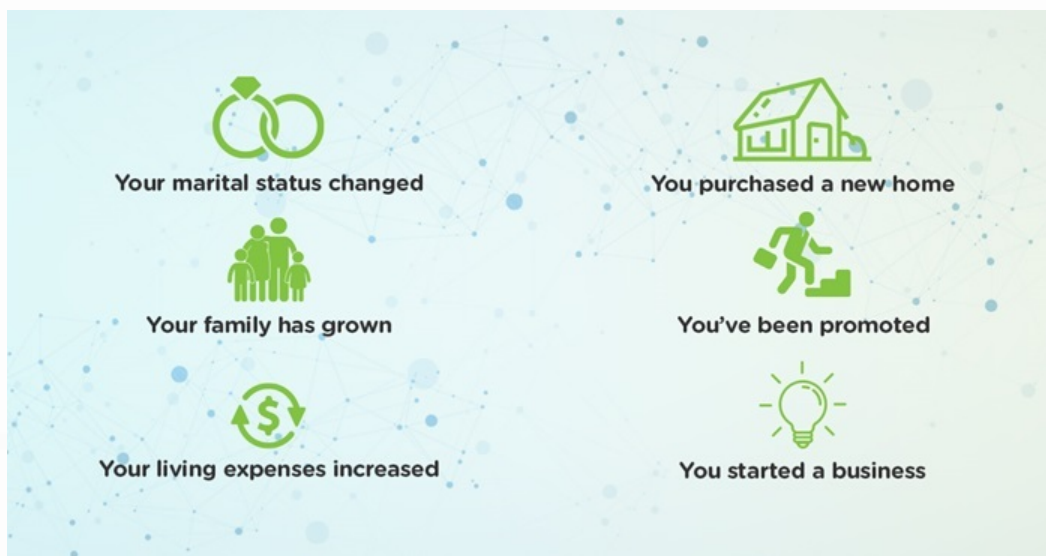 Your marital status changed
You purchased a new home
Your family has grown
You've been promoted
$
Your living expenses increased
You started a business